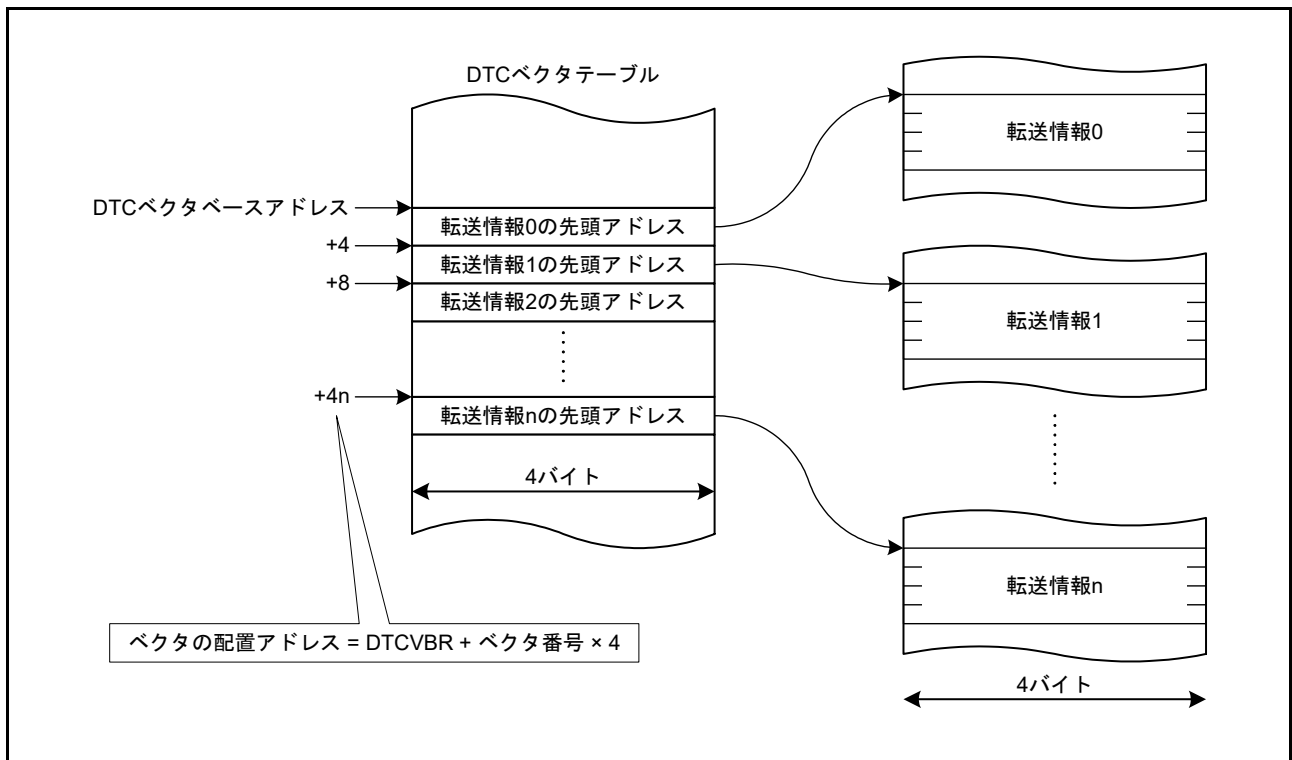 DTCベクタテーブル
DTCベクタベースアドレス
+4
+8
+4n
転送情報0の先頭アドレス
転送情報1の先頭アドレス
転送情報2の先頭アドレス
転送情報nの先頭アドレス
4バイト
ベクタの配置アドレス = DTCVBR + ベクタ番号 × 4
転送情報0
転送情報1
転送情報n
4バイト